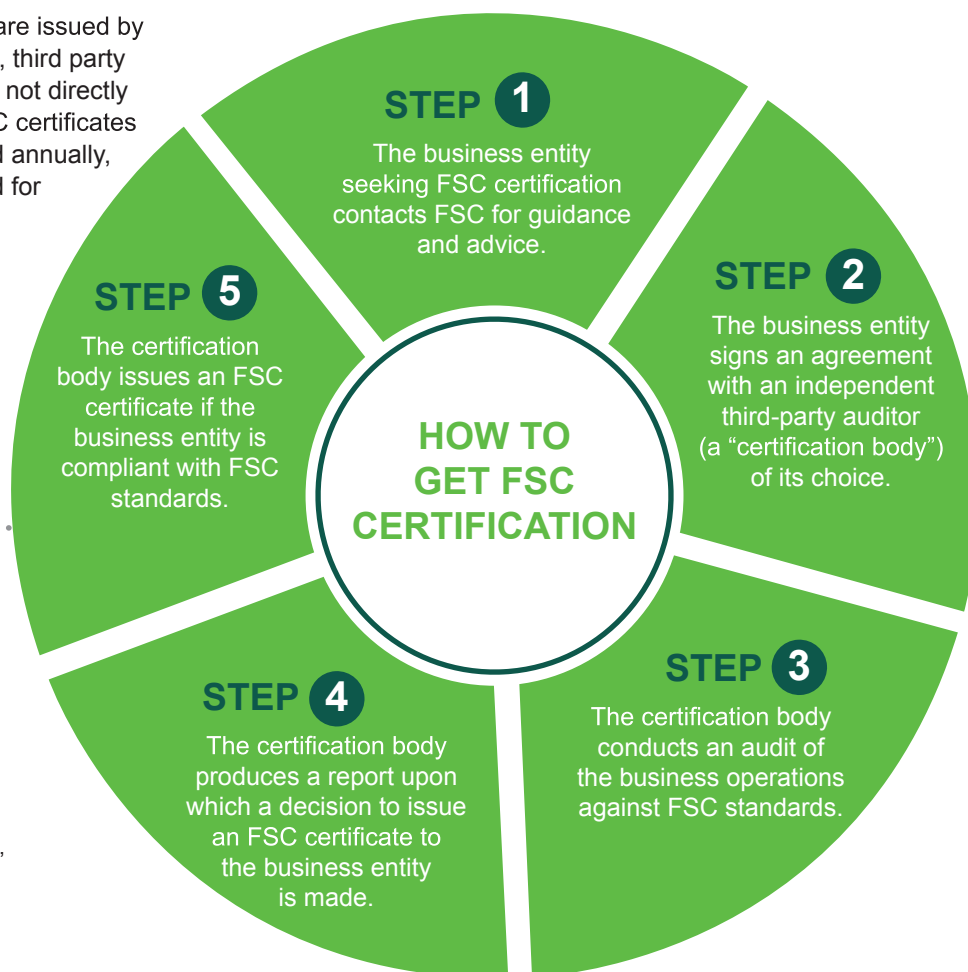 are issued by
, third party
not directly
C certificates
d annually,
d for
STEP 1
The business entity
seeking FSC certification
contacts FSC for guidance
and advice.
STEP 2
The business entity
signs an agreement
with an independent
third-party auditor
(a “certification body”)
of its choice.
STEP 3
The certification body
conducts an audit of
the business operations
against FSC standards.
STEP 4
The certification body
produces a report upon
which a decision to issue
an FSC certificate to
the business entity
is made.
STEP 5
The certification
body issues an FSC
certificate if the
business entity is
compliant with FSC
standards.
HOW TO
GET FSC
CERTIFICATION
,